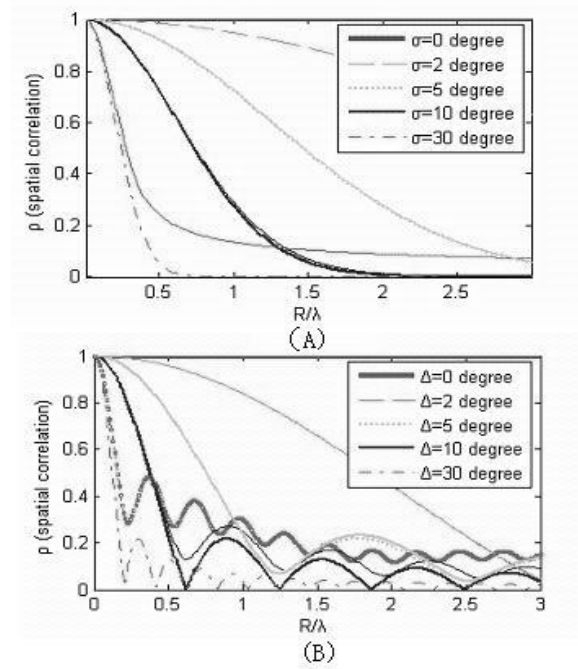 1
0.8
0.6
0.4
0.2
0
ρ (spatial correlation)
σ=0 degree
σ=2 degree
σ=5 degree
σ=10 degree
σ=30 degree
0.5 1 1.5 2 2.5
R/λ
(A)
1
0.8
0.6
0.4
0.2
0
ρ (spatial correlation)
Δ=0 degree
Δ=2 degree
Δ=5 degree
Δ=10 degree
Δ=30 degree
0 0.5 1 1.5 2 2.5 3
R/λ
(B)